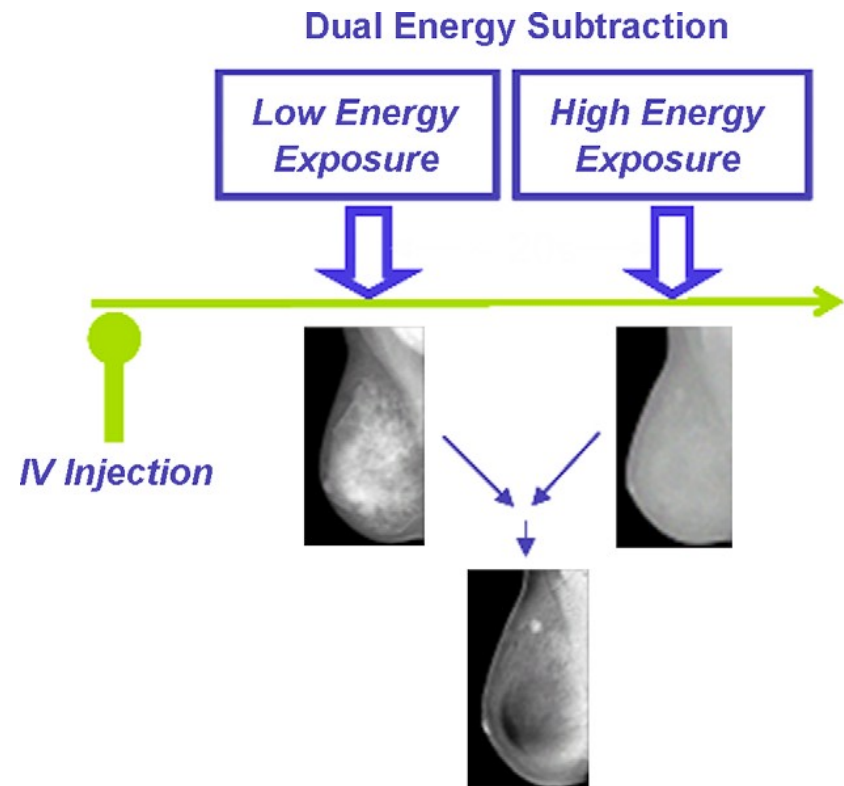 Dual Energy Subtraction
Low Energy
Exposure
High Energy
Exposure
IV Injection